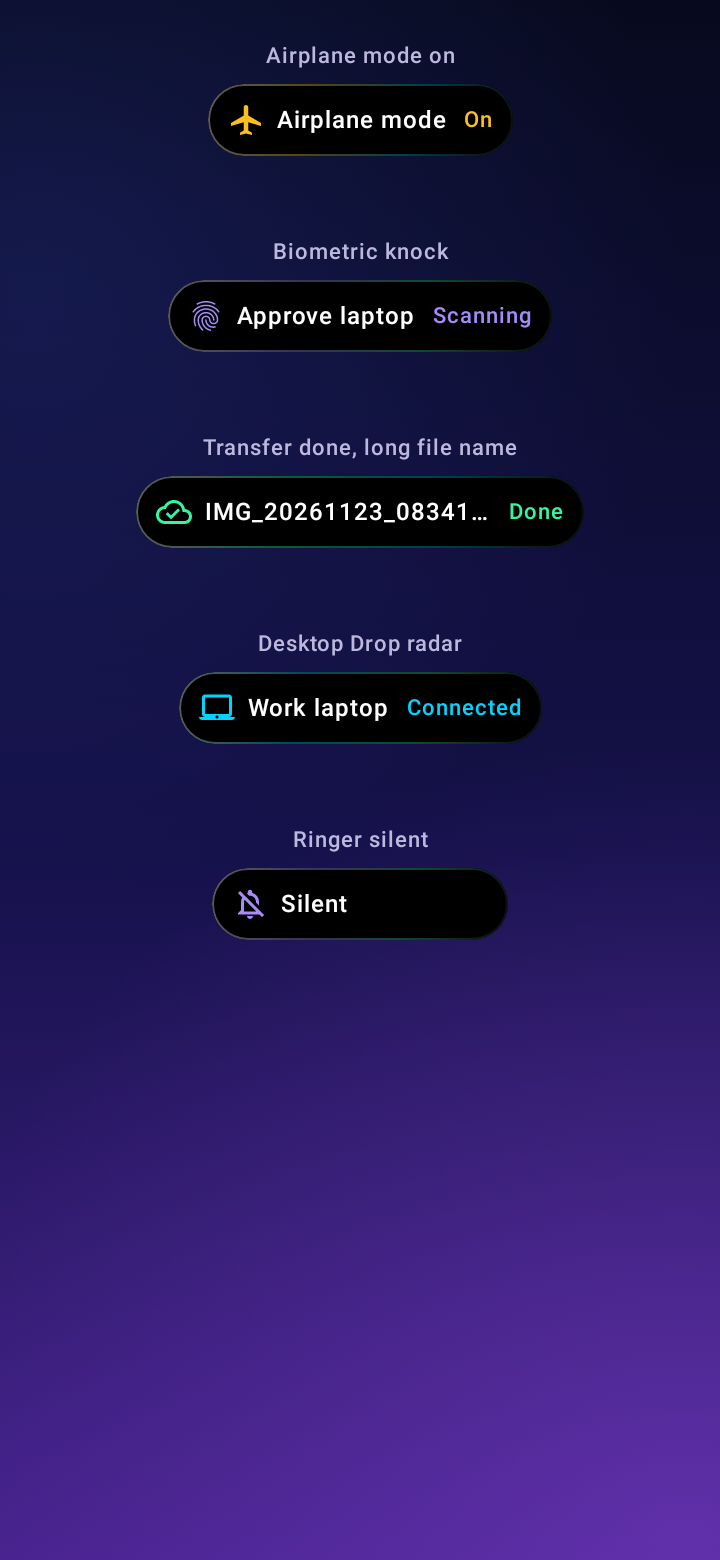 Airplane mode on
Airplane mode On
Biometric knock
Approve laptop Scanning
Transfer done, long file name
IMG_20261123_08341… Done
Desktop Drop radar
Work laptop Connected
Ringer silent
Silent